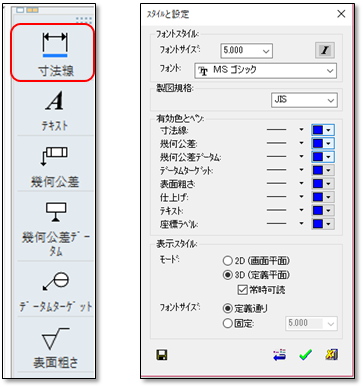 寸法線
A
テキスト
幾何公差
幾何公差デー
タム
データムターゲット
表面粗さ
スタイルと設定
フォントスタイル:
フォントサイズ: 5.000 I
フォント: MS ゴシック
製図規格:
JIS
有効色とペン:
寸法線:
幾何公差:
幾何公差データム:
データムターゲット:
表面粗さ:
仕上げ:
テキスト:
座標ラベル:
表示スタイル:
モード: 2D (画面平面)
3D (定義平面)
常時可読
フォントサイズ: 定義通り
固定: 5.000